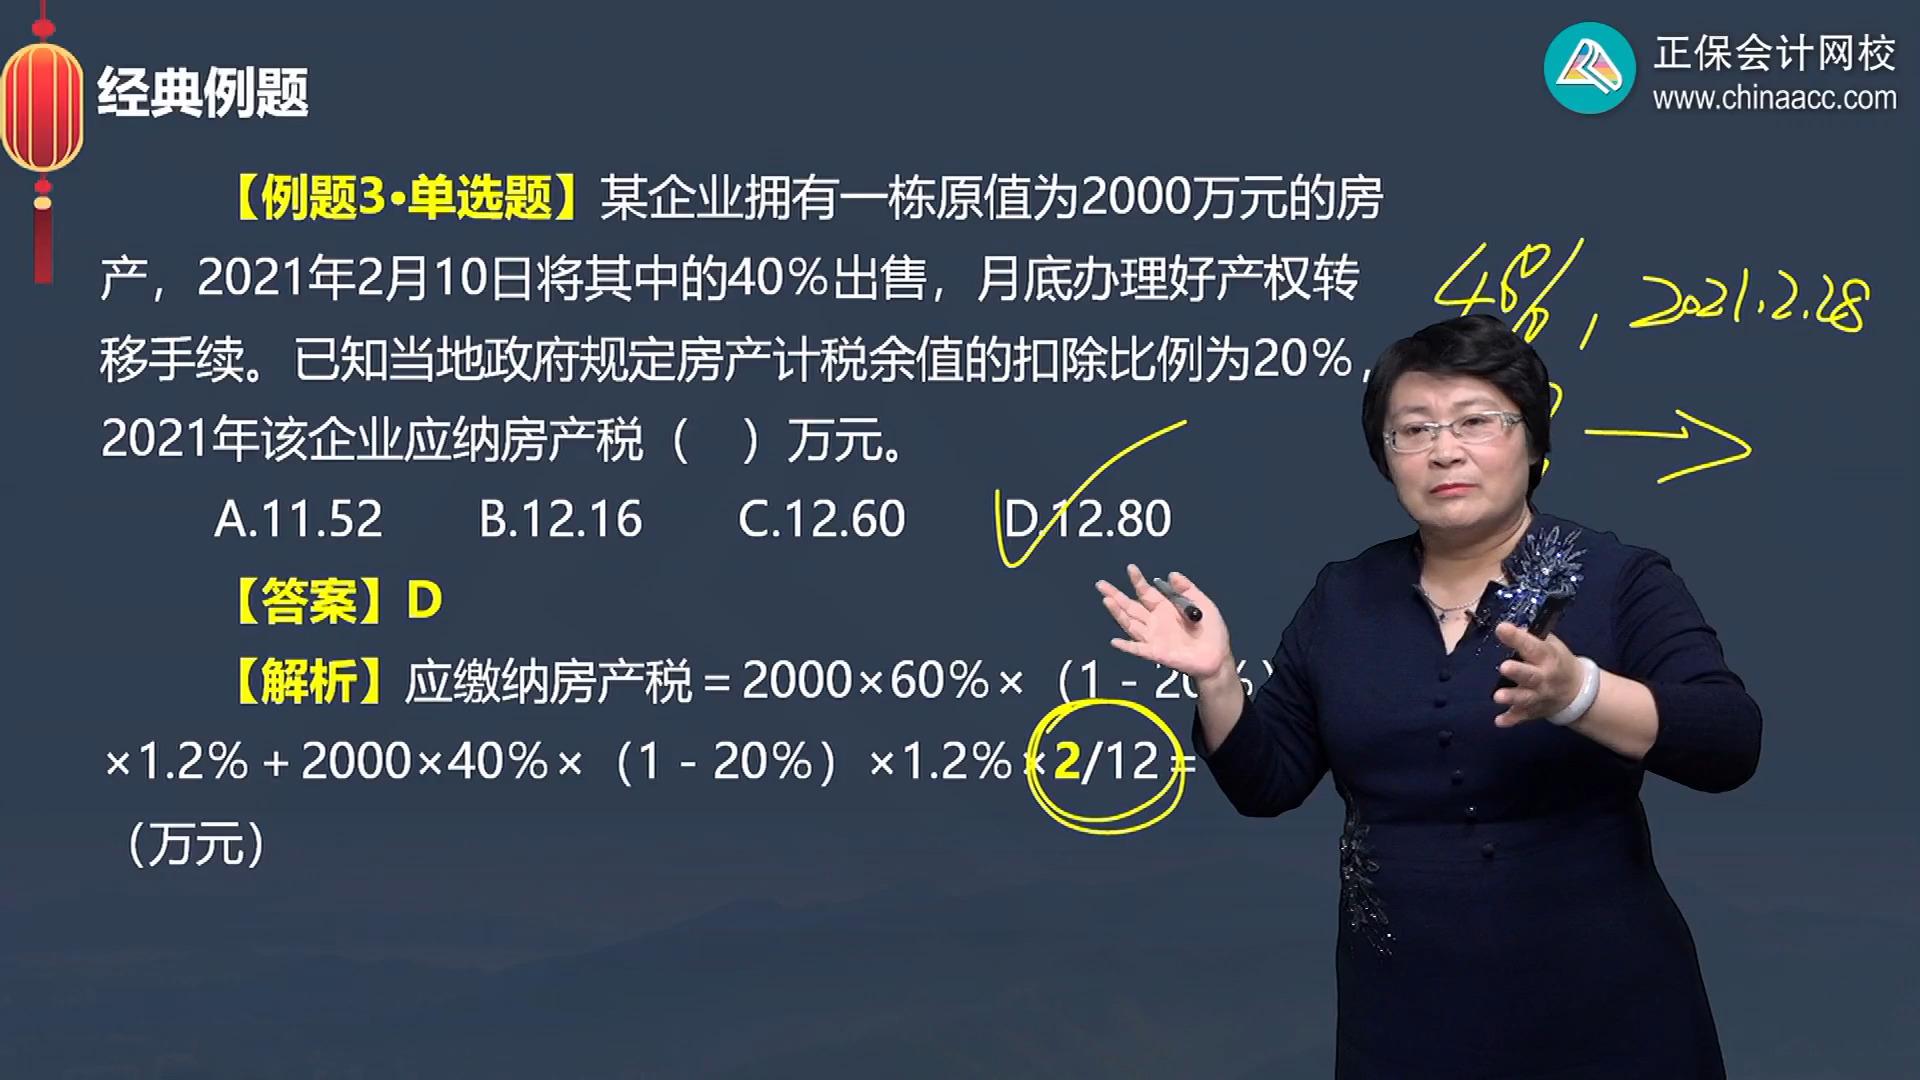 经典例题
正保会计网校
www.chinaacc.com
【例题3·单选题】某企业拥有一栋原值为2000万元的房
产，2021年2月10日将其中的40%出售，月底办理好产权转
移手续。已知当地政府规定房产计税余值的扣除比例为20%，
2021年该企业应纳房产税（ ）万元。
A.11.52 B.12.16 C.12.60 D.12.80
【答案】D
【解析】应缴纳房产税＝2000×60%×（1－20%）
×1.2%＋2000×40%×（1－20%）×1.2%×2/12＝
（万元）
2021.2.28